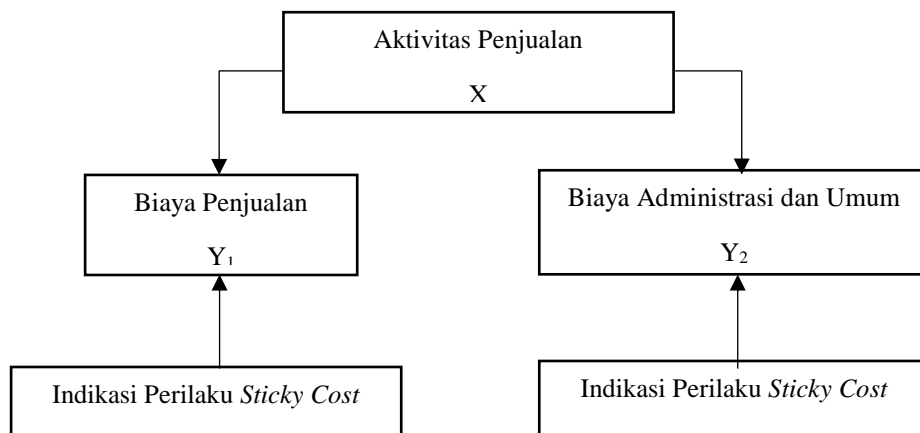 Aktivitas Penjualan
X
Biaya Penjualan
Y₁
Biaya Administrasi dan Umum
Y₂
Indikasi Perilaku Sticky Cost
Indikasi Perilaku Sticky Cost